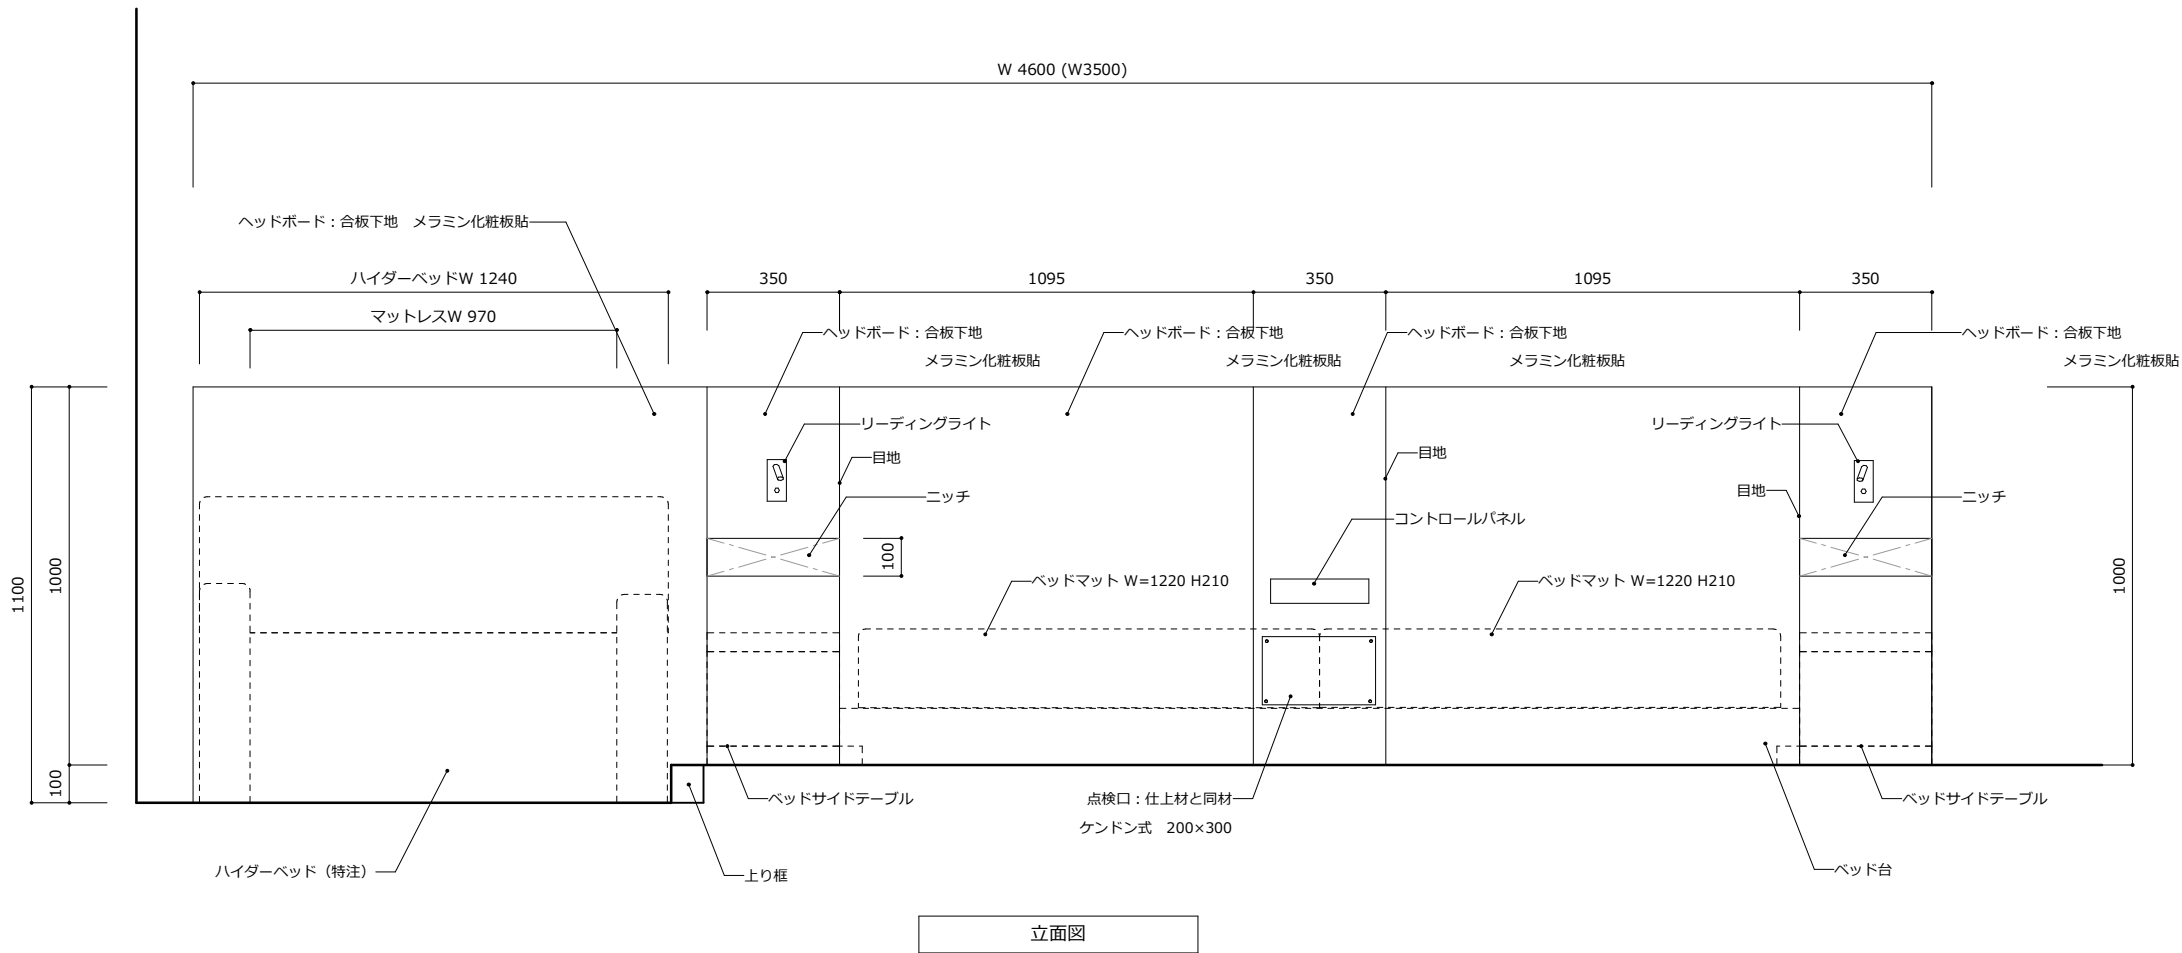 W 4600 (W3500)
ヘッドボード：合板下地　メラミン化粧板貼
ハイダーベッドW 1240
350
1095
350
1095
350
マットレスW 970
ヘッドボード：合板下地
メラミン化粧板貼
ヘッドボード：合板下地
メラミン化粧板貼
ヘッドボード：合板下地
メラミン化粧板貼
ヘッドボード：合板下地
メラミン化粧板貼
リーディングライト
リーディングライト
目地
目地
目地
ニッチ
ニッチ
コントロールパネル
100
1100
1000
1000
ベッドマット W=1220 H210
ベッドマット W=1220 H210
100
ベッドサイドテーブル
点検口：仕上材と同材
ケンドン式　200×300
ベッドサイドテーブル
ハイダーベッド（特注）
上り框
ベッド台
立面図